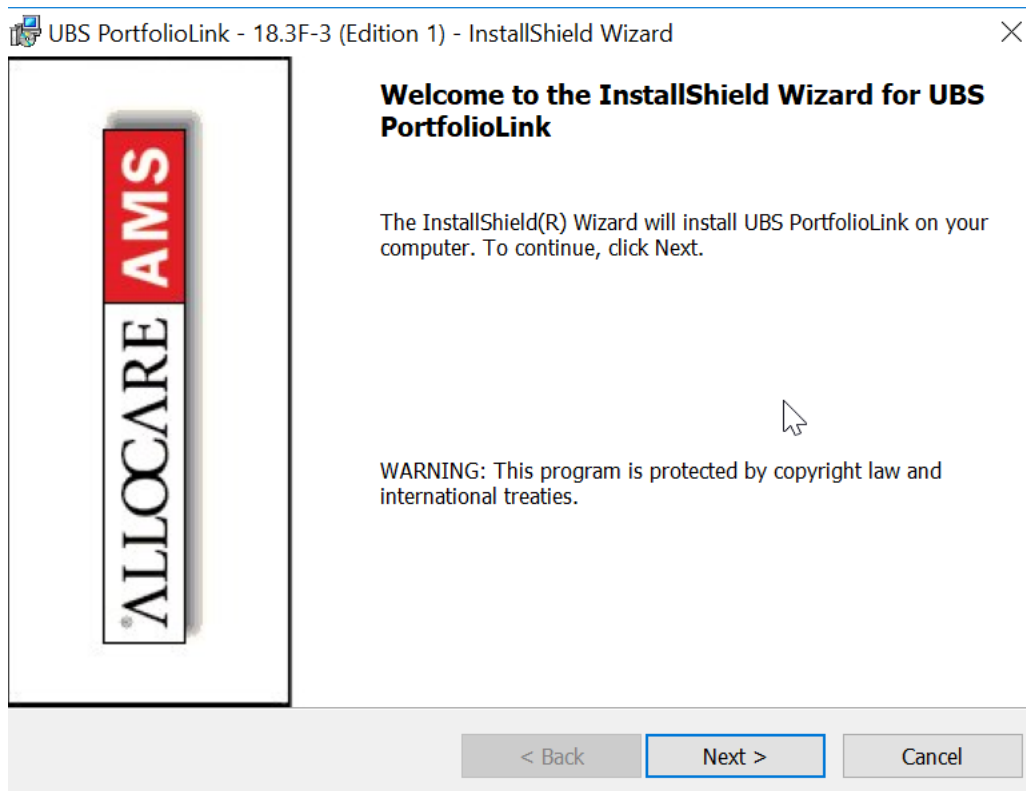 UBS PortfolioLink - 18.3F-3 (Edition 1) - InstallShield Wizard
ALLOCARE® AMS
Welcome to the InstallShield Wizard for UBS
PortfolioLink
The InstallShield(R) Wizard will install UBS PortfolioLink on your
computer. To continue, click Next.
WARNING: This program is protected by copyright law and
international treaties.
< Back
Next >
Cancel